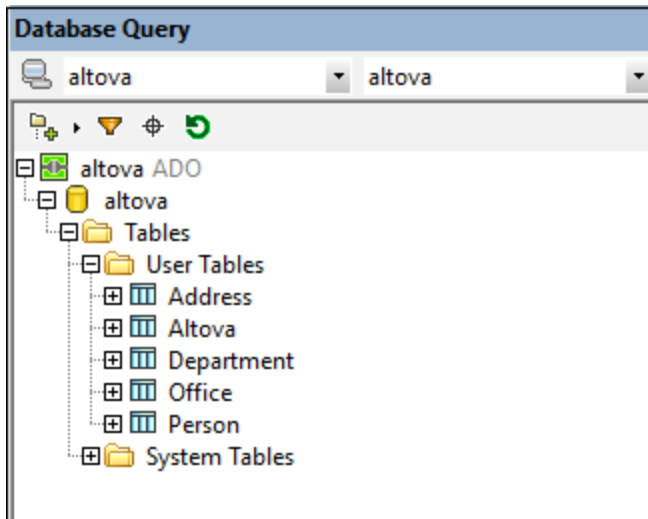 Database Query
altova altova
altova ADO
altova
Tables
User Tables
Address
Altova
Department
Office
Person
System Tables